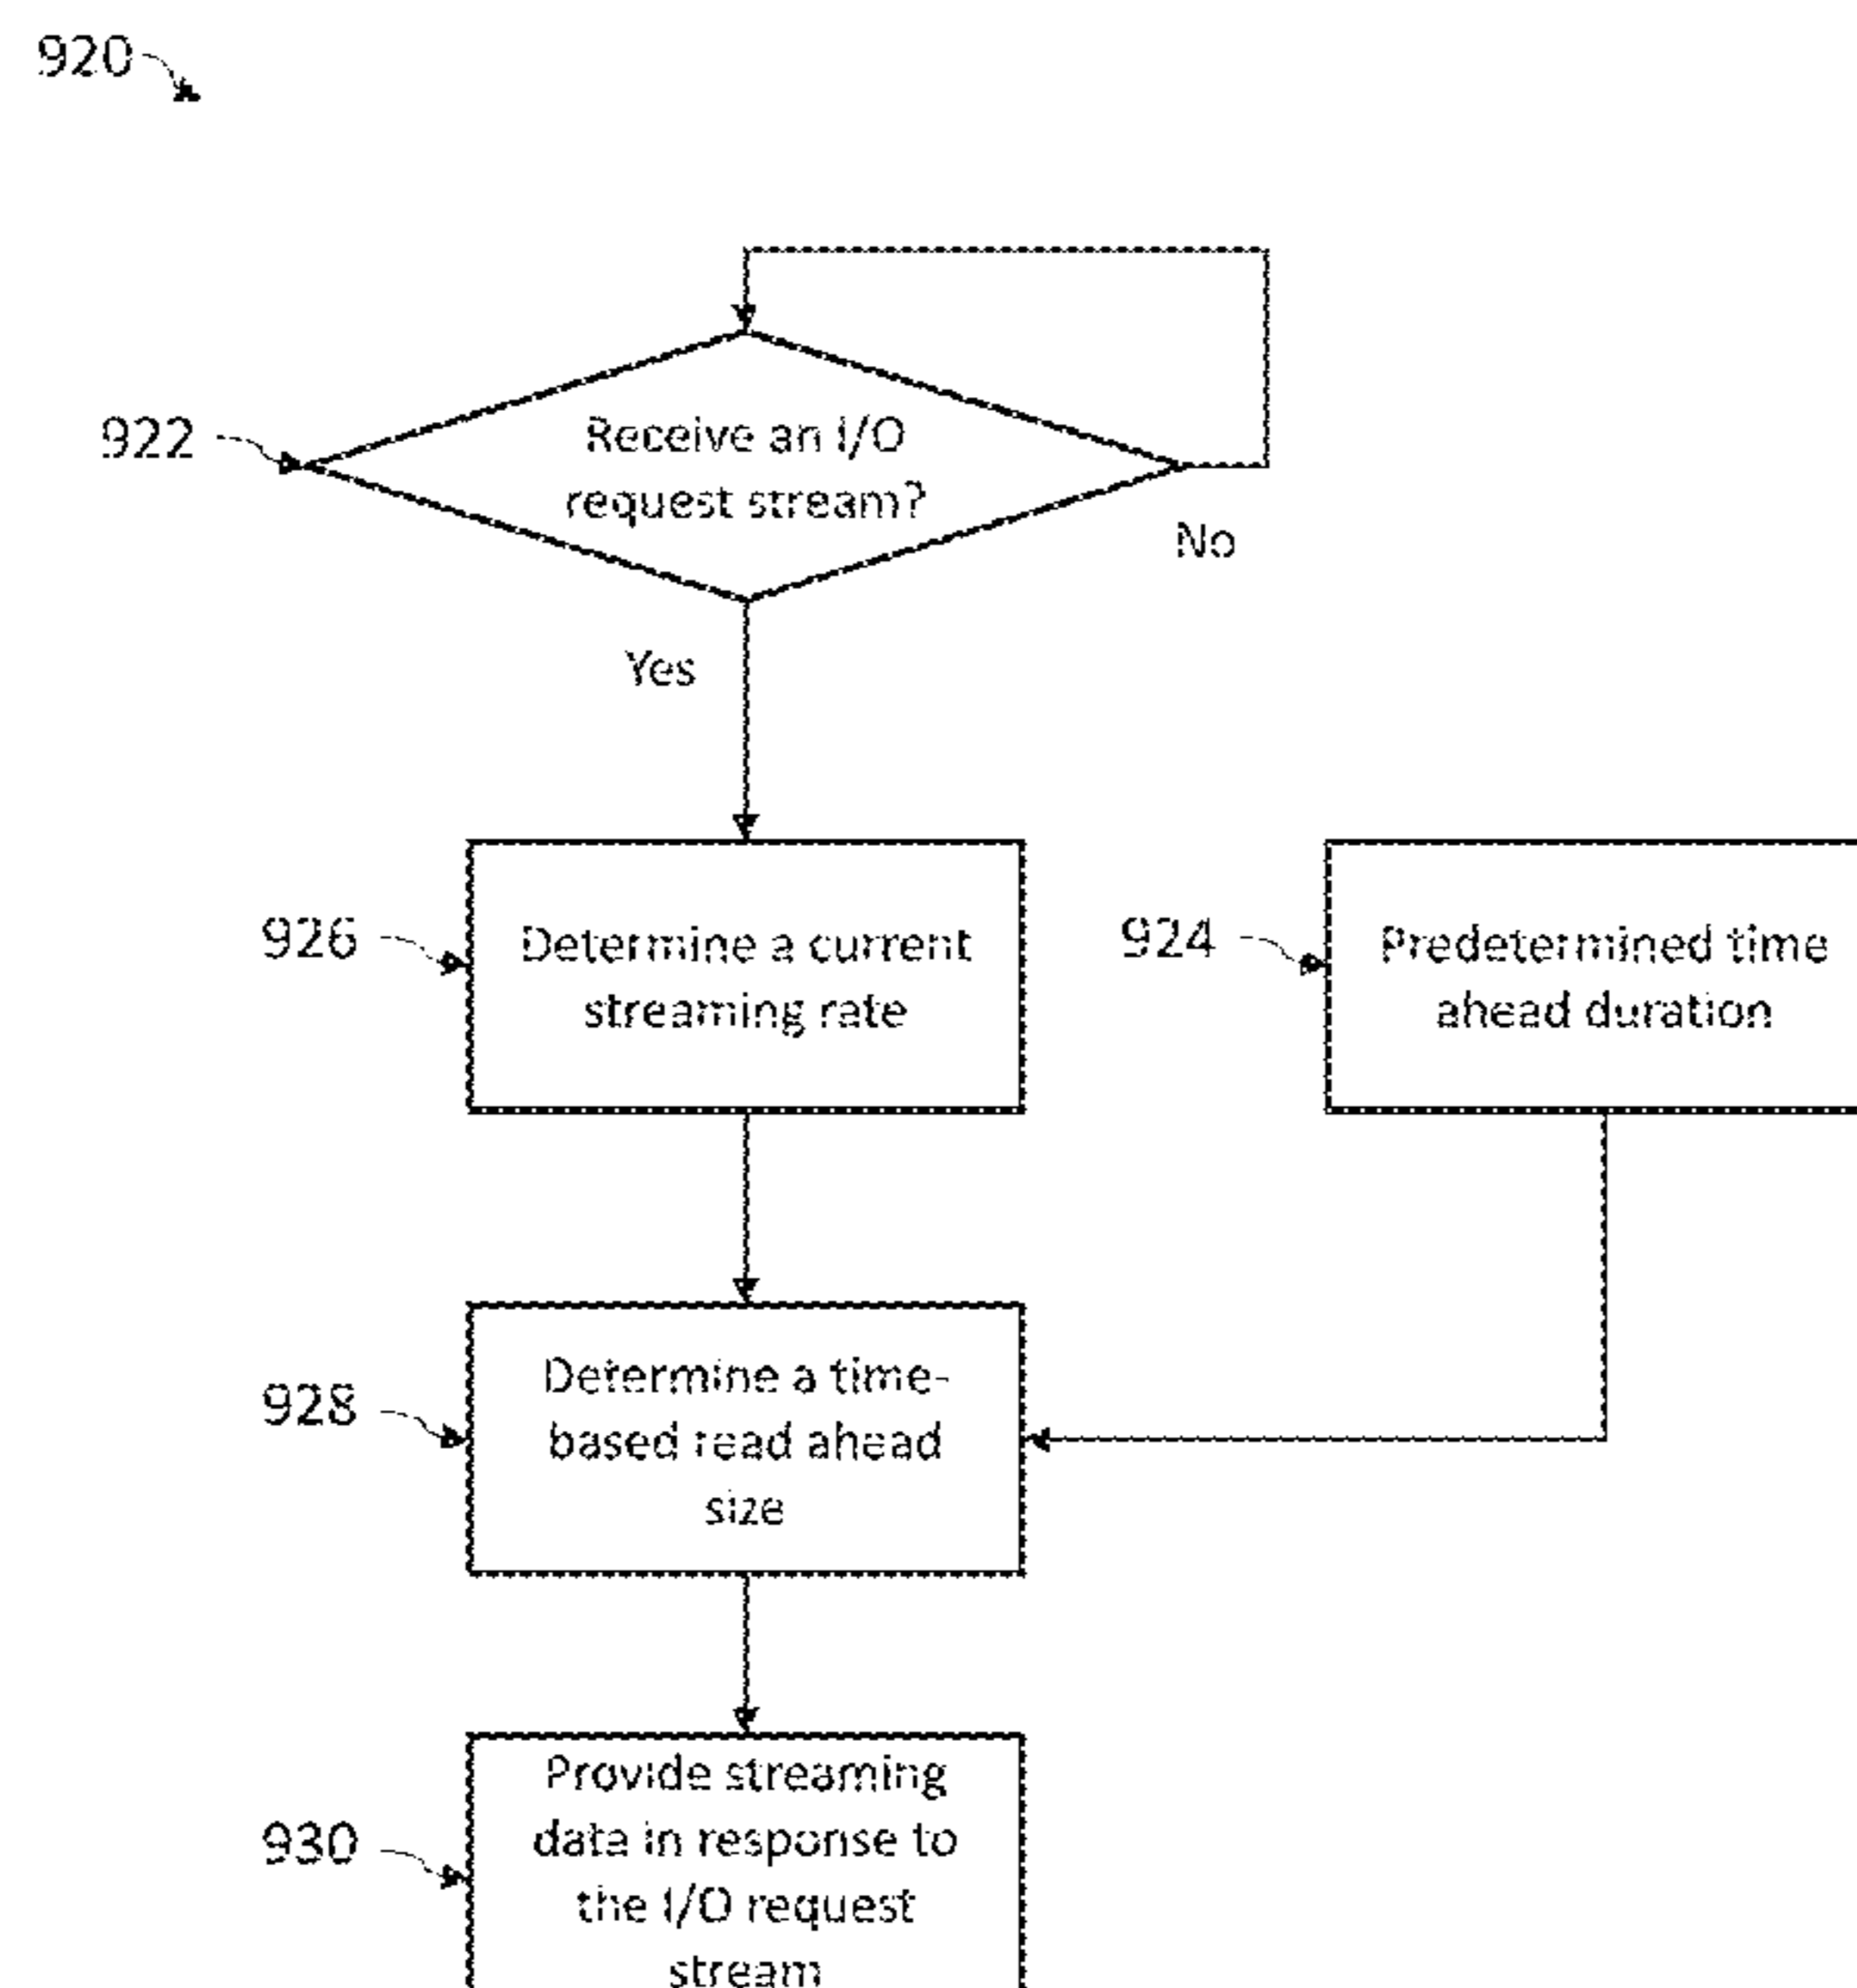 920
922
Receive an I/O
request stream?
No
Yes
926
Determine a current
streaming rate
924
Predetermined time
ahead duration
928
Determine a time-
based read ahead
size
930
Provide streaming
data in response to
the I/O request
stream